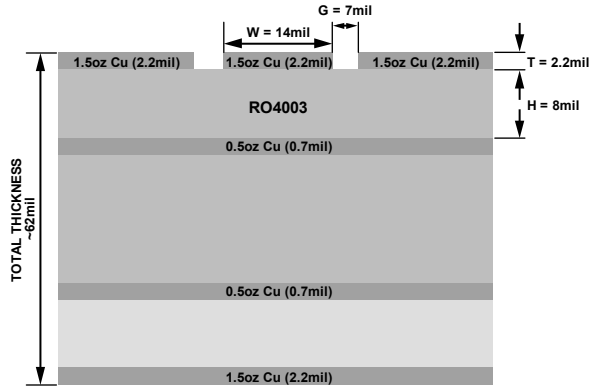 G = 7mil
W = 14mil
1.5oz Cu (2.2mil)
1.5oz Cu (2.2mil)
1.5oz Cu (2.2mil)
T = 2.2mil
RO4003
H = 8mil
0.5oz Cu (0.7mil)
TOTAL THICKNESS
~62mil
0.5oz Cu (0.7mil)
1.5oz Cu (2.2mil)